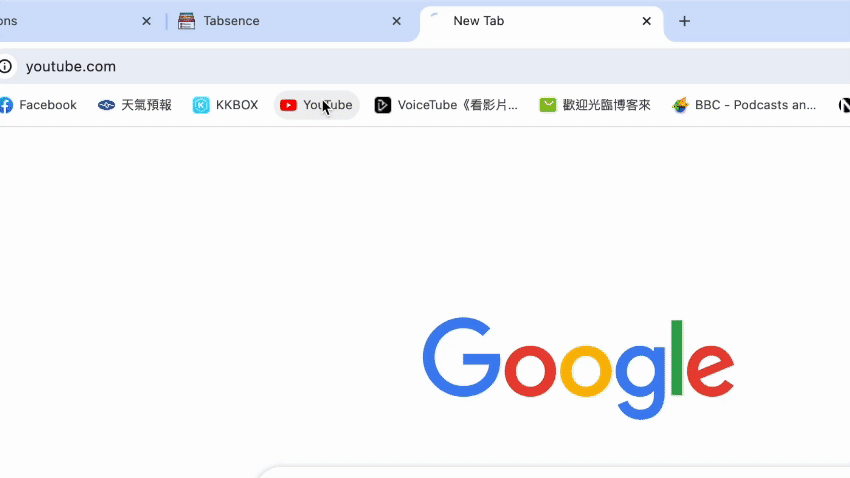 ons Tabsence New Tab
youtube.com
Facebook 天氣預報 KKBOX YouTube VoiceTube《看影片... 歡迎光臨博客來 BBC - Podcasts an...
Google